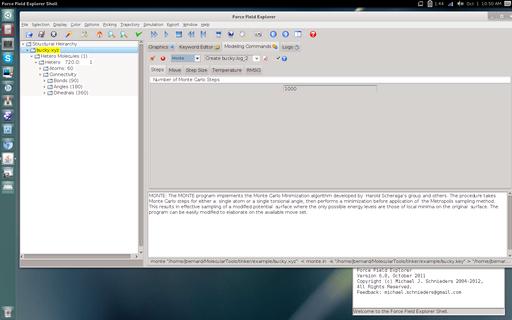 Force Field Explorer Shell
1:44
Oct 1 10:50 AM
Force Field Explorer
File Selection Display Color Options Picking Trajectory Simulation Export Window Help
Structural Hierarchy
bucky.xyz
Hetero Molecules (1)
Hetero 720.0 1
Atoms: 60
Connectivity
Bonds (90)
Angles (180)
Dihedrals (360)
Graphics
Keyword Editor
Modeling Commands
Logs
Monte
Create bucky.log_2
Steps Move Step Size Temperature RMSG
Number of Monte Carlo Steps
1000
MONTE: The MONTE program implements the Monte Carlo Minimization algorithm developed by Harold Scheraga's group and others. The procedure takes
Monte Carlo steps for either a single atom or a single torsional angle, then performs a minimization before application of the Metropolis sampling method.
This results in effective sampling of a modified potential surface where the only possible energy levels are those of local minima on the original surface. The
program can be easily modified to elaborate on the available move set.
monte "/home/jbernard/MolecularTools/tinker/example/bucky.xyz" < monte.in -k "/home/jbernard/MolecularTools/tinker/example/bucky.key" >
Force Field Explorer
Version 6.0, October 2011
Copyright (c) Michael J. Schnieders 2004-2012,
All Rights Reserved.
Feedback: michael.schnieders@gmail.com
Welcome to the Force Field Explorer Shell.